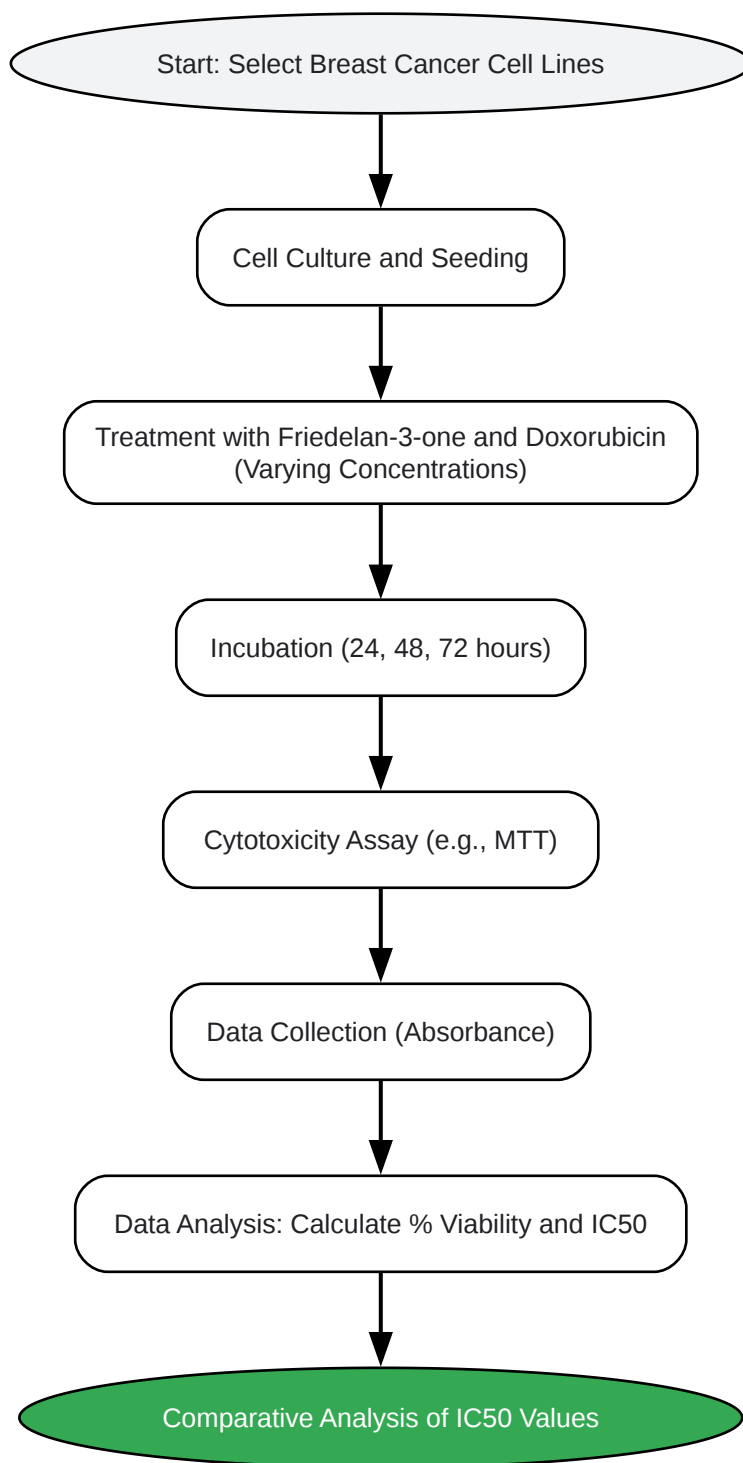 Start: Select Breast Cancer Cell Lines
Cell Culture and Seeding
Treatment with Friedelan-3-one and Doxorubicin
(Varying Concentrations)
Incubation (24, 48, 72 hours)
Cytotoxicity Assay (e.g., MTT)
Data Collection (Absorbance)
Data Analysis: Calculate % Viability and IC50
Comparative Analysis of IC50 Values